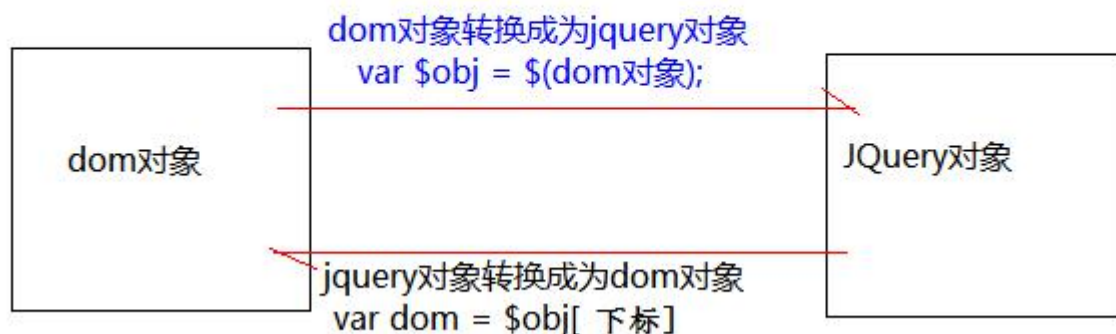 dom对象转换成为jquery对象
var $obj = $(dom对象);
dom对象
JQuery对象
jquery对象转换成为dom对象
var dom = $obj[ 下标]